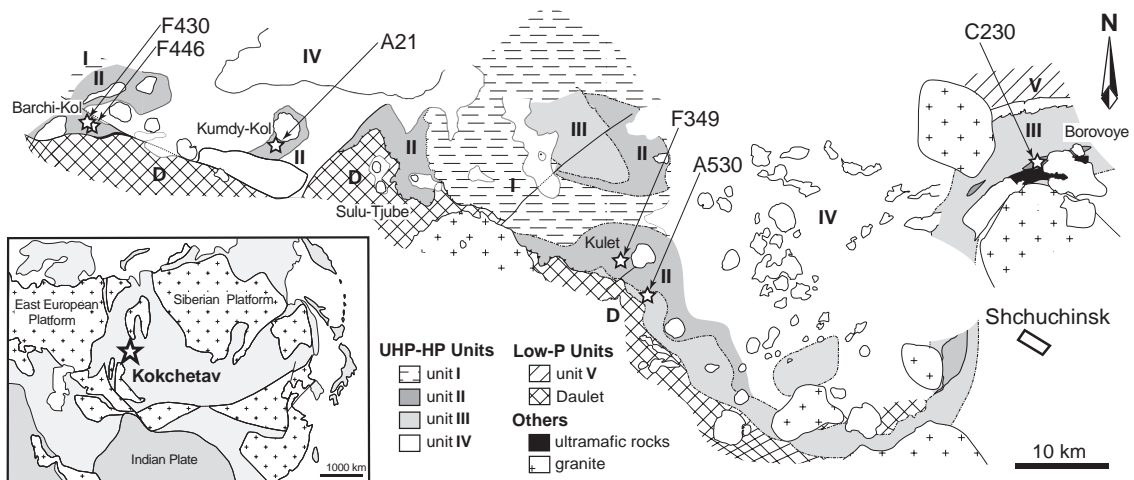 F430
F446
A21
C230
N
I
II
IV
V
Barchi-Kol
Kumdy-Kol
F349
III
III
Borovoye
II
II
II
A530
D
D
I
Sulu-Tjube
IV
Kulet
II
D
Shchuchinsk
East European
Platform
Siberian Platform
Kokchetav
Indian Plate
1000 km
UHP-HP Units
unit I
unit II
unit III
unit IV
Low-P Units
unit V
Daulet
Others
ultramafic rocks
granite
10 km